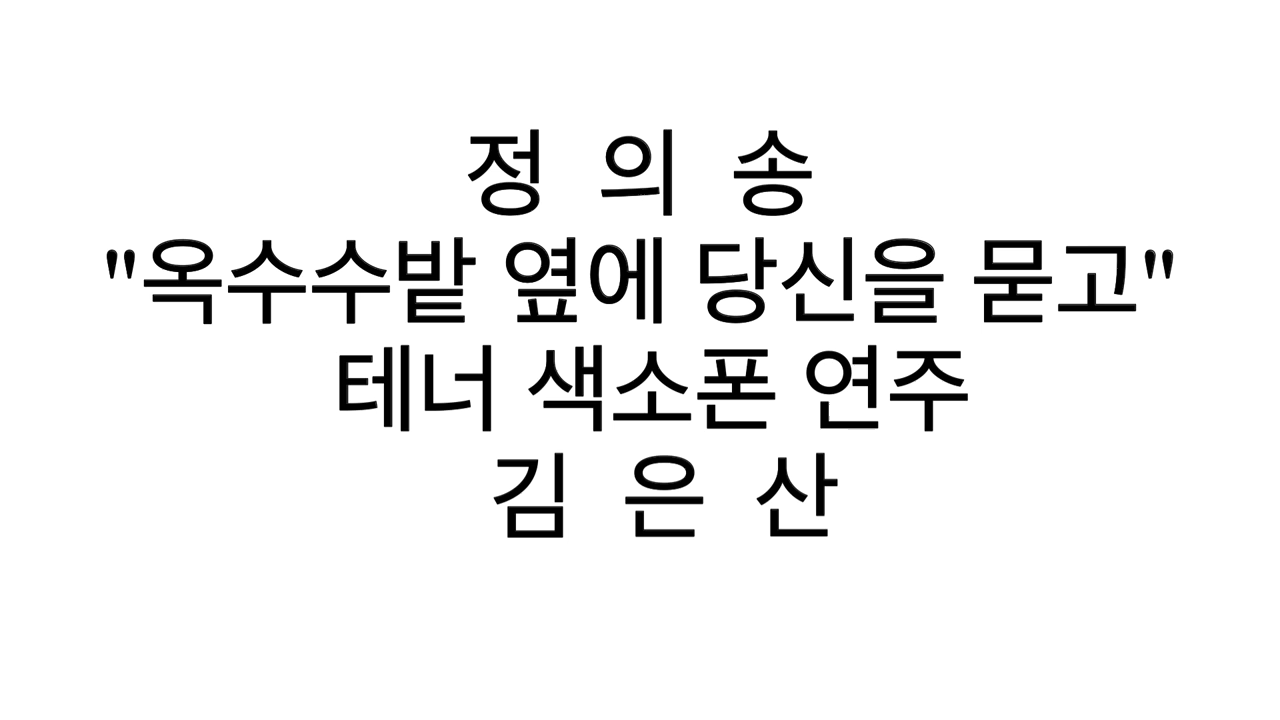 정 의 송
"옥수수밭 옆에 당신을 묻고"
테너 색소폰 연주
김 은 산